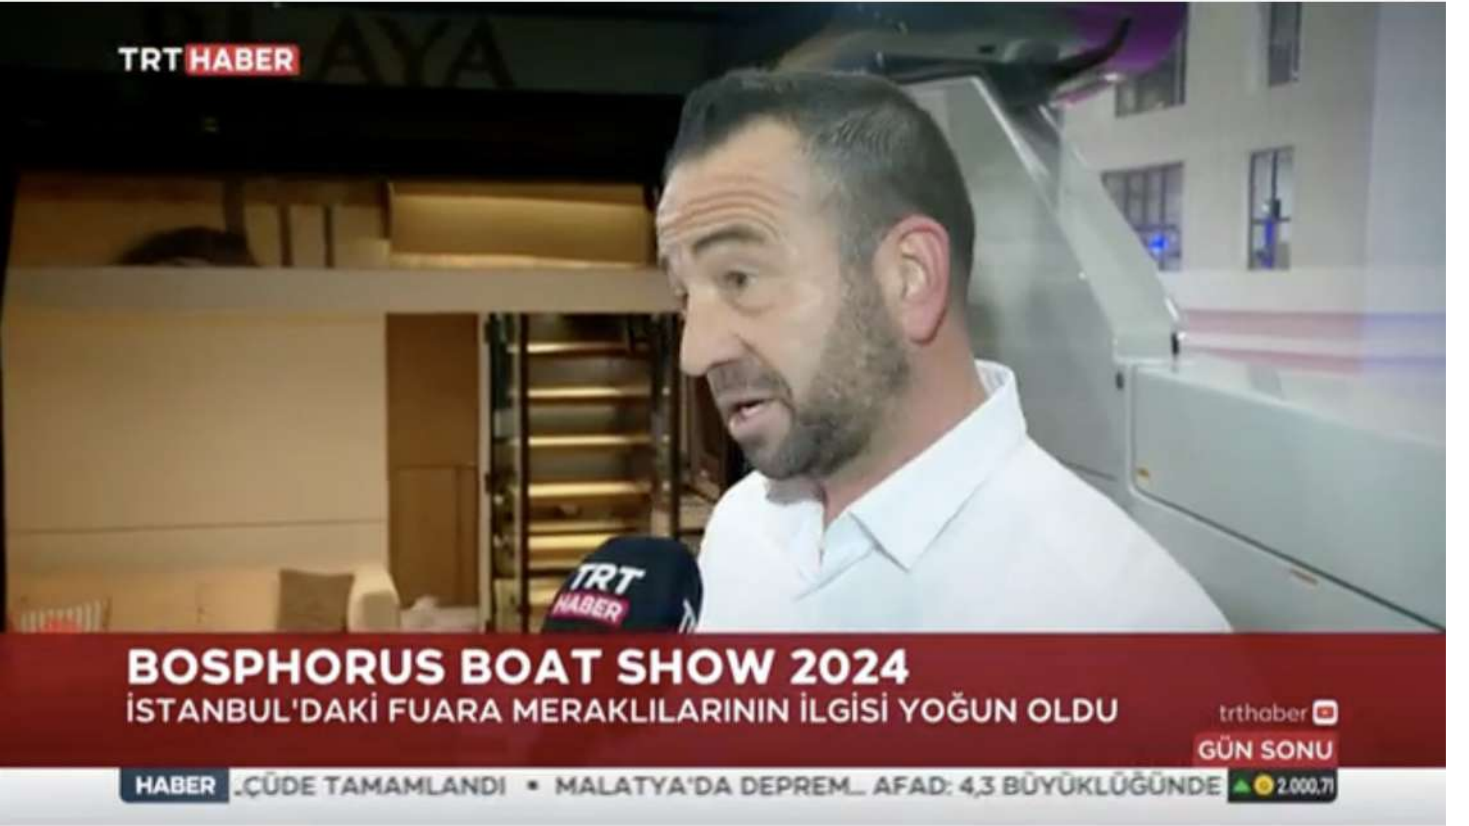 TRT HABER
AYA
TRT
HABER
BOSPHORUS BOAT SHOW 2024
İSTANBUL'DAKİ FUARA MERAKLILARININ İLGİSİ YOĞUN OLDU
trthaber
GÜN SONU
HABER ..ÇÜDE TAMAMLANDI ▪ MALATYA'DA DEPREM... AFAD: 4,3 BÜYÜKLÜĞÜNDE 2.000,71